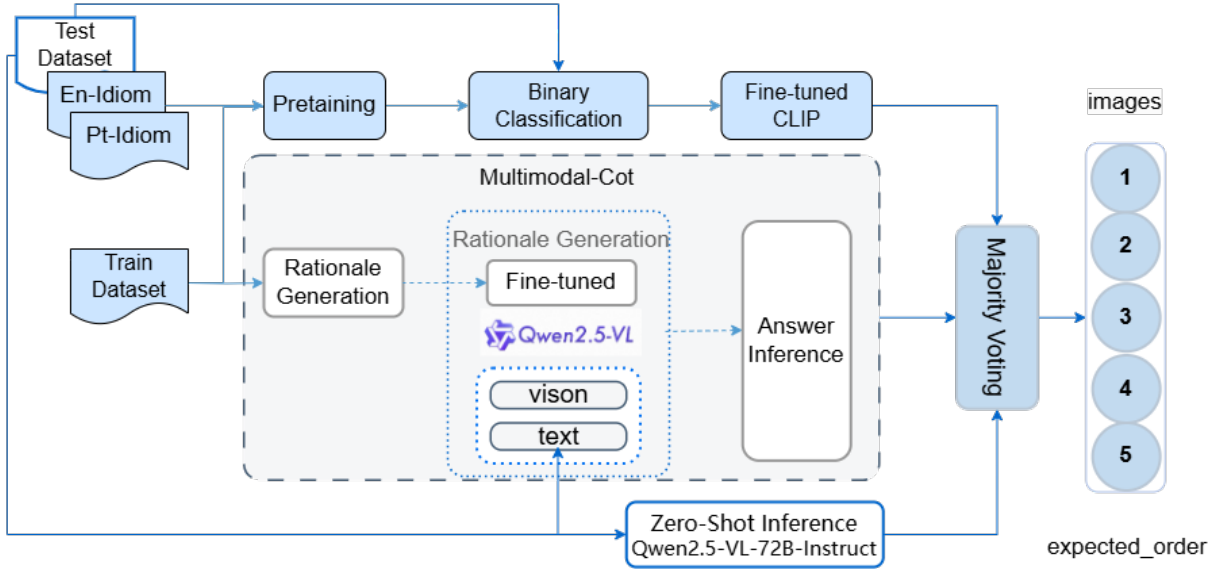 Test
Dataset
En-Idiom
Pt-Idiom
Pretaining
Binary
Classification
Fine-tuned
CLIP
images
Multimodal-Cot
Train
Dataset
Rationale
Generation
Rationale Generation
Fine-tuned
Qwen2.5-VL
vison
text
Answer
Inference
Majority Voting
1
2
3
4
5
Zero-Shot Inference
Qwen2.5-VL-72B-Instruct
expected_order